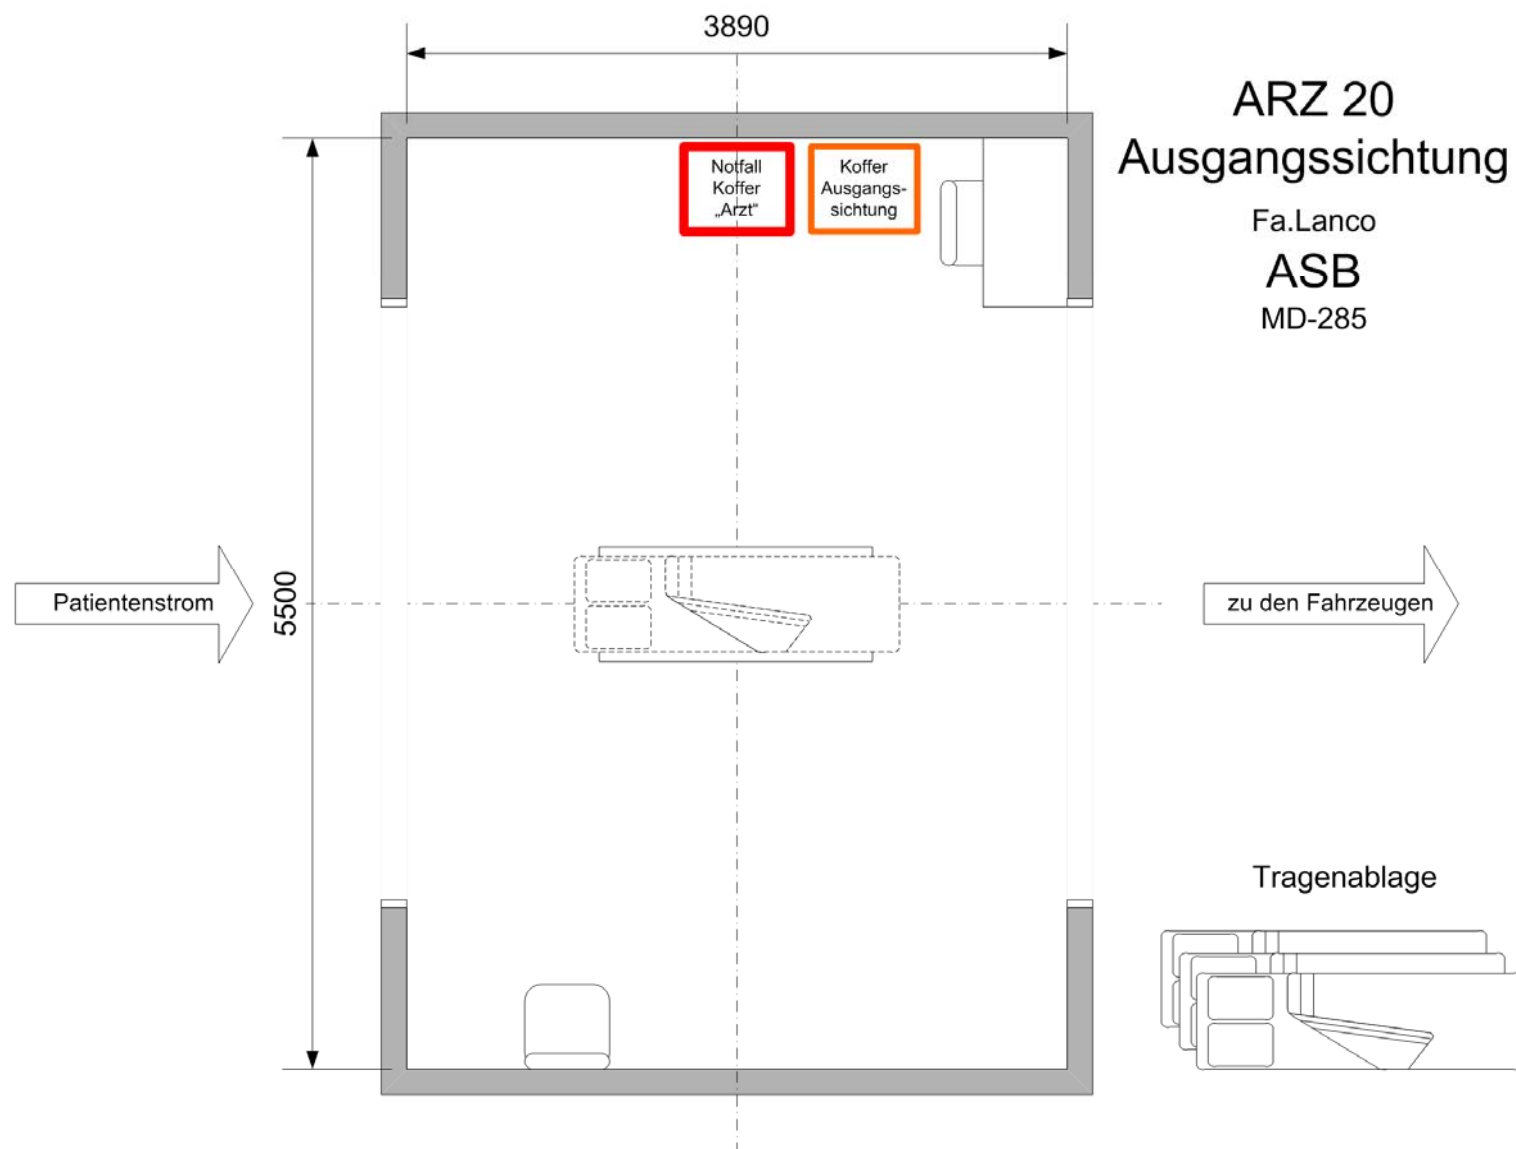 3890
ARZ 20
Ausgangssichtung
Fa.Lanco
ASB
MD-285
Notfall
Koffer
„Arzt“
Koffer
Ausgangs-
sichtung
Patientenstrom
5500
zu den Fahrzeugen
Tragenablage